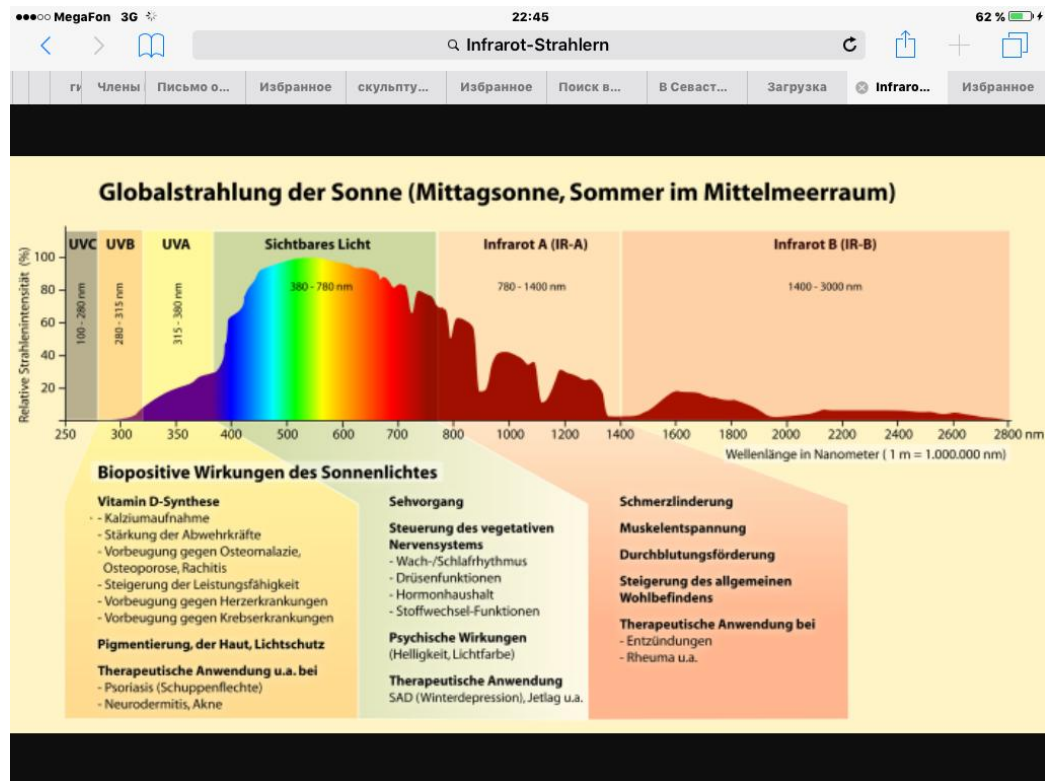 MegaFon 3G 22:45 62 %
Infrarot-Strahlern
ги Члены Письмо о... Избранное скульпту... Избранное Поиск в... В Севаст... Загрузка Infraro... Избранное
Globalstrahlung der Sonne (Mittagsonne, Sommer im Mittelmeerraum)
UVC UVB UVA Sichtbares Licht Infrarot A (IR-A) Infrarot B (IR-B)
100 - 280 nm 280 - 315 nm 315 - 380 nm 380 - 780 nm 780 - 1400 nm 1400 - 3000 nm
Relative Strahlenintensität (%)
100
80
60
40
20
250 300 350 400 500 600 700 800 1000 1200 1400 1600 1800 2000 2200 2400 2600 2800 nm
Wellenlänge in Nanometer ( 1 m = 1.000.000 nm)
Biopositive Wirkungen des Sonnenlichtes
Vitamin D-Synthese
- Kalziumaufnahme
- Stärkung der Abwehrkräfte
- Vorbeugung gegen Osteomalazie,
Osteoporose, Rachitis
- Steigerung der Leistungsfähigkeit
- Vorbeugung gegen Herzerkrankungen
- Vorbeugung gegen Krebserkrankungen
Pigmentierung, der Haut, Lichtschutz
Therapeutische Anwendung u.a. bei
- Psoriasis (Schuppenflechte)
- Neurodermitis, Akne
Sehvorgang
Steuerung des vegetativen
Nervensystems
- Wach-/Schlafrhythmus
- Drüsenfunktionen
- Hormonhaushalt
- Stoffwechsel-Funktionen
Psychische Wirkungen
(Helligkeit, Lichtfarbe)
Therapeutische Anwendung
SAD (Winterdepression), Jetlag u.a.
Schmerzlinderung
Muskelentspannung
Durchblutungsförderung
Steigerung des allgemeinen
Wohlbefindens
Therapeutische Anwendung bei
- Entzündungen
- Rheuma u.a.